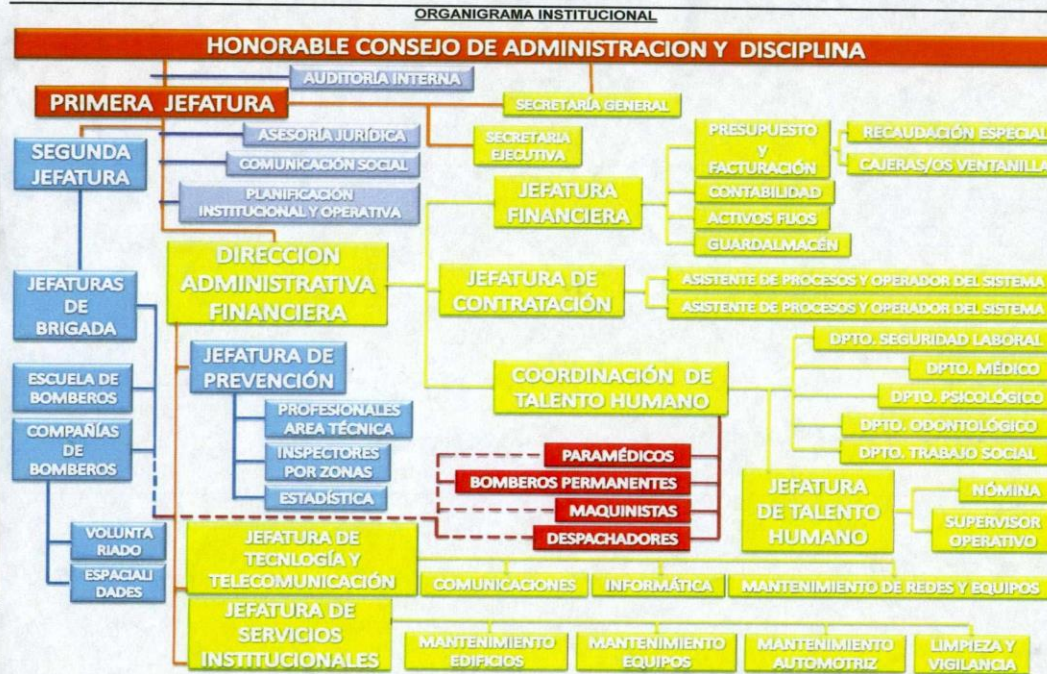 ORGANIGRAMA INSTITUCIONAL
HONORABLE CONSEJO DE ADMINISTRACION Y DISCIPLINA
AUDITORÍA INTERNA
PRIMERA JEFATURA
SECRETARÍA GENERAL
ASESORÍA JURÍDICA
SECRETARIA
EJECUTIVA
COMUNICACIÓN SOCIAL
PLANIFICACIÓN
INSTITUCIONAL Y OPERATIVA
SEGUNDA
JEFATURA
JEFATURAS
DE
BRIGADA
ESCUELA DE
BOMBEROS
COMPAÑÍAS
DE
BOMBEROS
VOLUNTA
RIADO
ESPACIALI
DADES
DIRECCION
ADMINISTRATIVA
FINANCIERA
JEFATURA
FINANCIERA
PRESUPUESTO
y
FACTURACIÓN
RECAUDACIÓN ESPECIAL
CAJERAS/OS VENTANILLA
CONTABILIDAD
ACTIVOS FIJOS
GUARDALMACÉN
JEFATURA DE
CONTRATACIÓN
ASISTENTE DE PROCESOS Y OPERADOR DEL SISTEMA
ASISTENTE DE PROCESOS Y OPERADOR DEL SISTEMA
COORDINACIÓN DE
TALENTO HUMANO
DPTO. SEGURIDAD LABORAL
DPTO. MÉDICO
DPTO. PSICOLÓGICO
DPTO. ODONTOLÓGICO
DPTO. TRABAJO SOCIAL
JEFATURA
DE TALENTO
HUMANO
NÓMINA
SUPERVISOR
OPERATIVO
PARAMÉDICOS
BOMBEROS PERMANENTES
MAQUINISTAS
DESPACHADORES
JEFATURA DE
PREVENCIÓN
PROFESIONALES
AREA TÉCNICA
INSPECTORES
POR ZONAS
ESTADÍSTICA
JEFATURA DE
TECNLOGÍA Y
TELECOMUNICACIÓN
COMUNICACIONES
INFORMÁTICA
MANTENIMIENTO DE REDES Y EQUIPOS
JEFATURA DE
SERVICIOS
INSTITUCIONALES
MANTENIMIENTO
EDIFICIOS
MANTENIMIENTO
EQUIPOS
MANTENIMIENTO
AUTOMOTRIZ
LIMPIEZA Y
VIGILANCIA